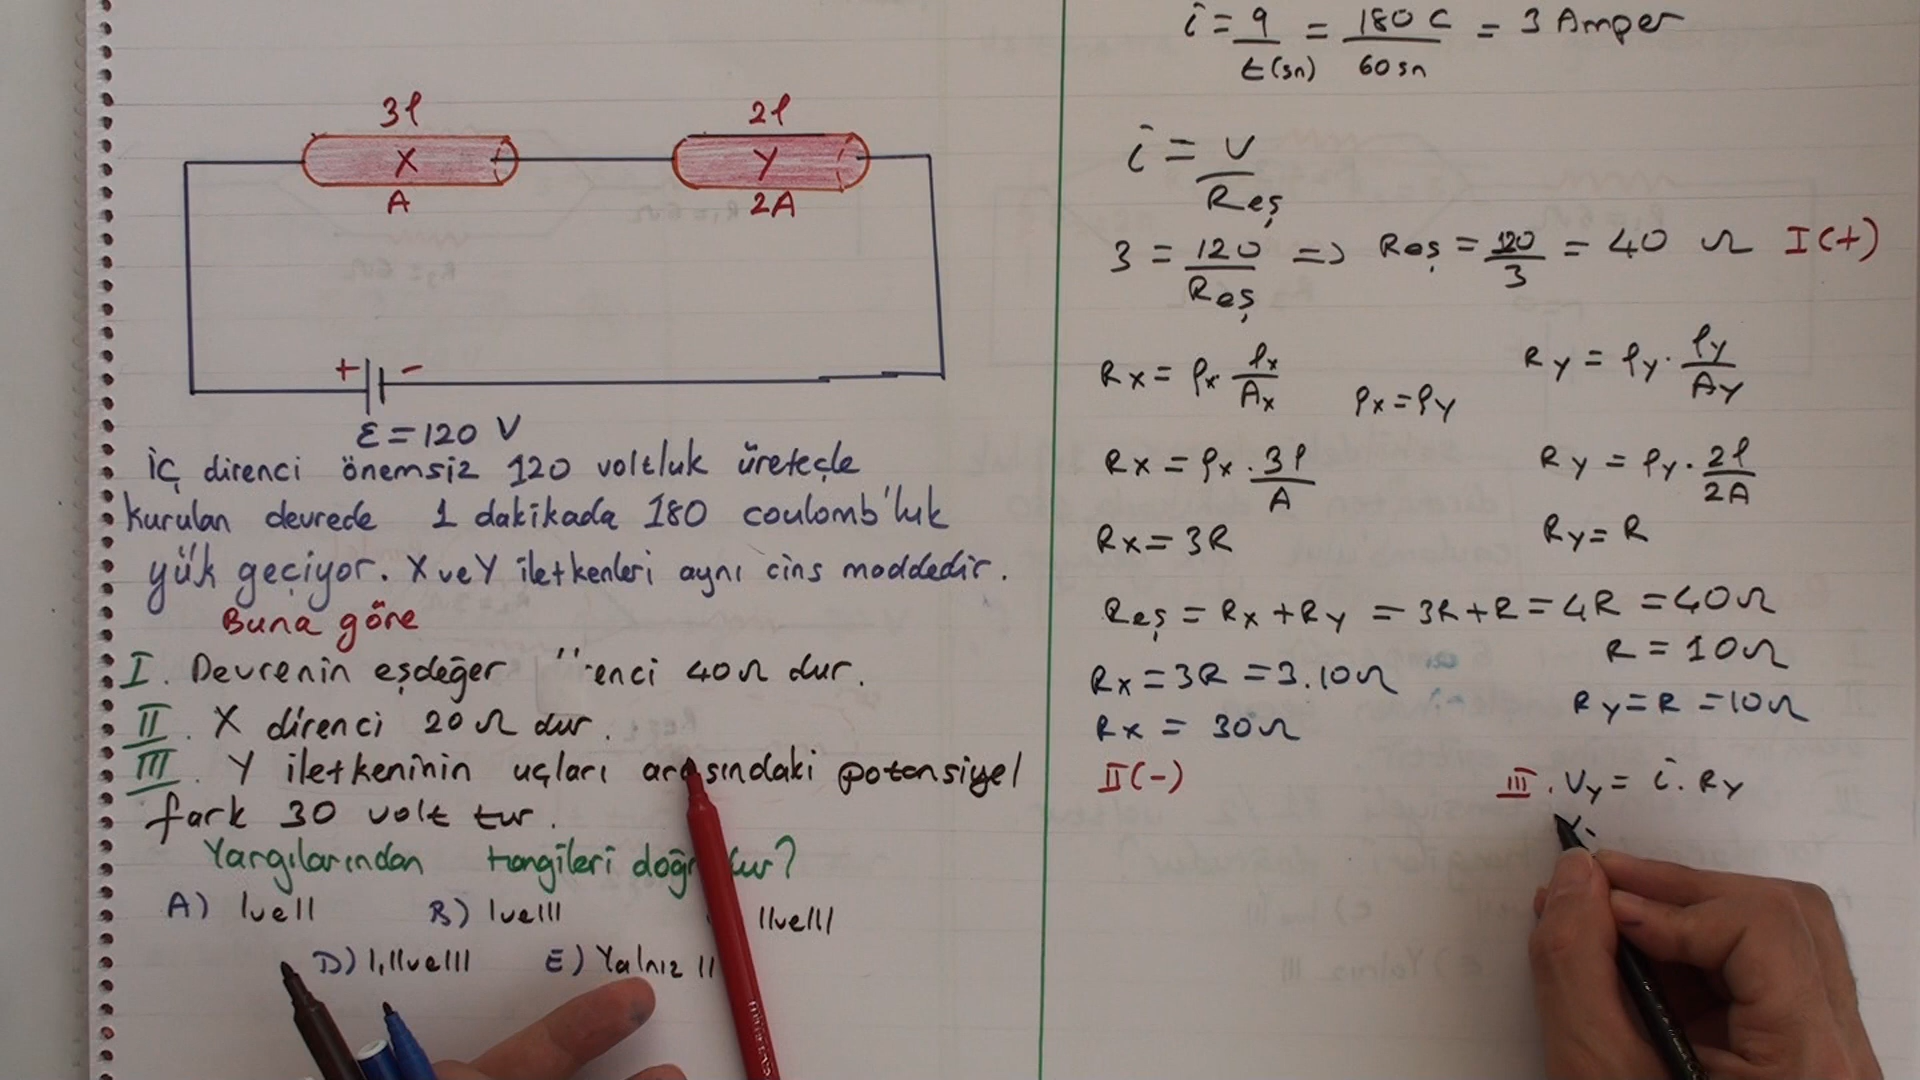 3l 2l
X Y
A 2A
+ -
ε = 120 V
iç direnci önemsiz 120 voltluk üreteçle
kurulan devrede 1 dakikada 180 coulomb'luk
yük geçiyor. X ve Y iletkenleri aynı cins moddedir.
Buna göre
I. Devrenin eşdeğer enci 40Ω dur.
II. X direnci 20Ω dur.
III. Y iletkeninin uçları arasındaki potansiyel
fark 30 volt tur.
Yargılarından hangileri doğrudur?
A) I ve II B) I ve III II ve III
D) I, II ve III E) Yalnız II
i = q / t(sn) = 180 C / 60 sn = 3 Amper
i = V / Reş
3 = 120 / Reş => Reş = 120 / 3 = 40 Ω I(+)
Rx = ρx. lx / Ax ρx = ρy Ry = ρy. ly / Ay
Rx = ρx. 3l / A Ry = ρy. 2l / 2A
Rx = 3R Ry = R
Reş = Rx + Ry = 3R + R = 4R = 40Ω
R = 10Ω
Rx = 3R = 3.10Ω Ry = R = 10Ω
Rx = 30Ω
II(-) III. Vy = i. Ry